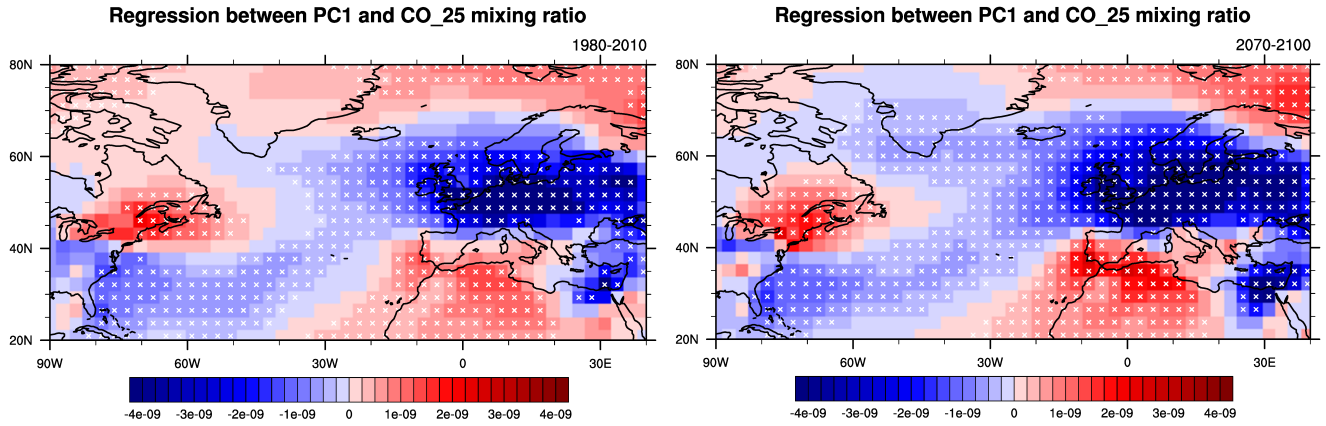 Regression between PC1 and CO_25 mixing ratio
1980-2010
80N
60N
40N
20N
90W 60W 30W 0 30E
-4e-09 -3e-09 -2e-09 -1e-09 0 1e-09 2e-09 3e-09 4e-09
Regression between PC1 and CO_25 mixing ratio
2070-2100
80N
60N
40N
20N
90W 60W 30W 0 30E
-4e-09 -3e-09 -2e-09 -1e-09 0 1e-09 2e-09 3e-09 4e-09